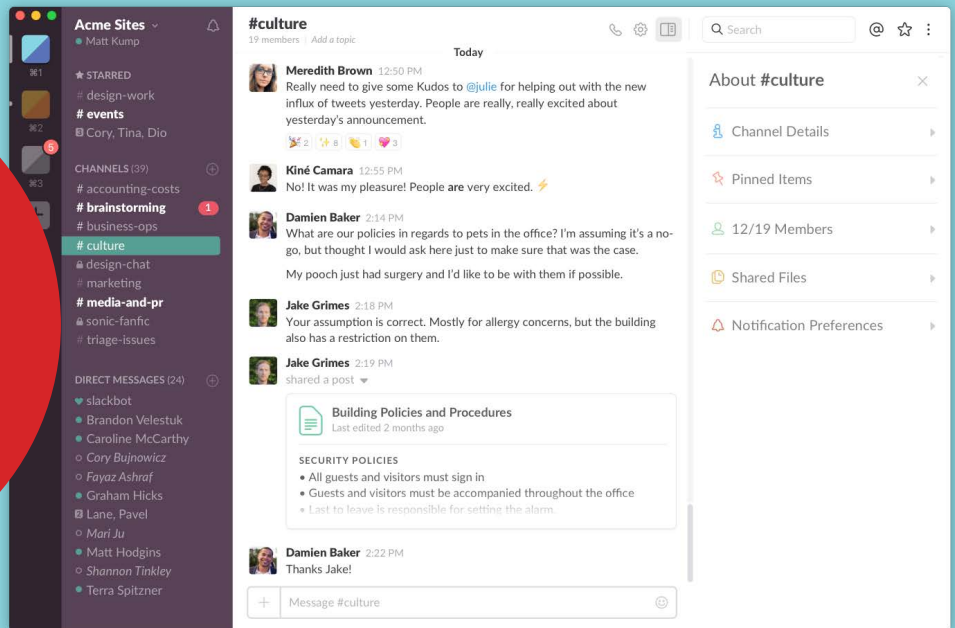 Acme Sites
Matt Kump
⌘1
⌘2
5
⌘3
★ STARRED
# design-work
# events
3 Cory, Tina, Dio
CHANNELS (39)
# accounting-costs
# brainstorming 1
# business-ops
# culture
design-chat
# marketing
# media-and-pr
sonic-fanfic
# triage-issues
DIRECT MESSAGES (24)
slackbot
Brandon Velestuk
Caroline McCarthy
Cory Bujnowicz
Fayaz Ashraf
Graham Hicks
2 Lane, Pavel
Mari Ju
Matt Hodgins
Shannon Tinkley
Terra Spitzner
#culture
19 members | Add a topic
Search
Today
Meredith Brown 12:50 PM
Really need to give some Kudos to @julie for helping out with the new
influx of tweets yesterday. People are really, really excited about
yesterday's announcement.
🎉 2 ✨ 8 👏 1 💖 3
Kiné Camara 12:55 PM
No! It was my pleasure! People are very excited. ⚡
Damien Baker 2:14 PM
What are our policies in regards to pets in the office? I'm assuming it's a no-
go, but thought I would ask here just to make sure that was the case.
My pooch just had surgery and I'd like to be with them if possible.
Jake Grimes 2:18 PM
Your assumption is correct. Mostly for allergy concerns, but the building
also has a restriction on them.
Jake Grimes 2:19 PM
shared a post
Building Policies and Procedures
Last edited 2 months ago
SECURITY POLICIES
• All guests and visitors must sign in
• Guests and visitors must be accompanied throughout the office
• Last to leave is responsible for setting the alarm.
Damien Baker 2:22 PM
Thanks Jake!
Message #culture
About #culture
Channel Details
Pinned Items
12/19 Members
Shared Files
Notification Preferences